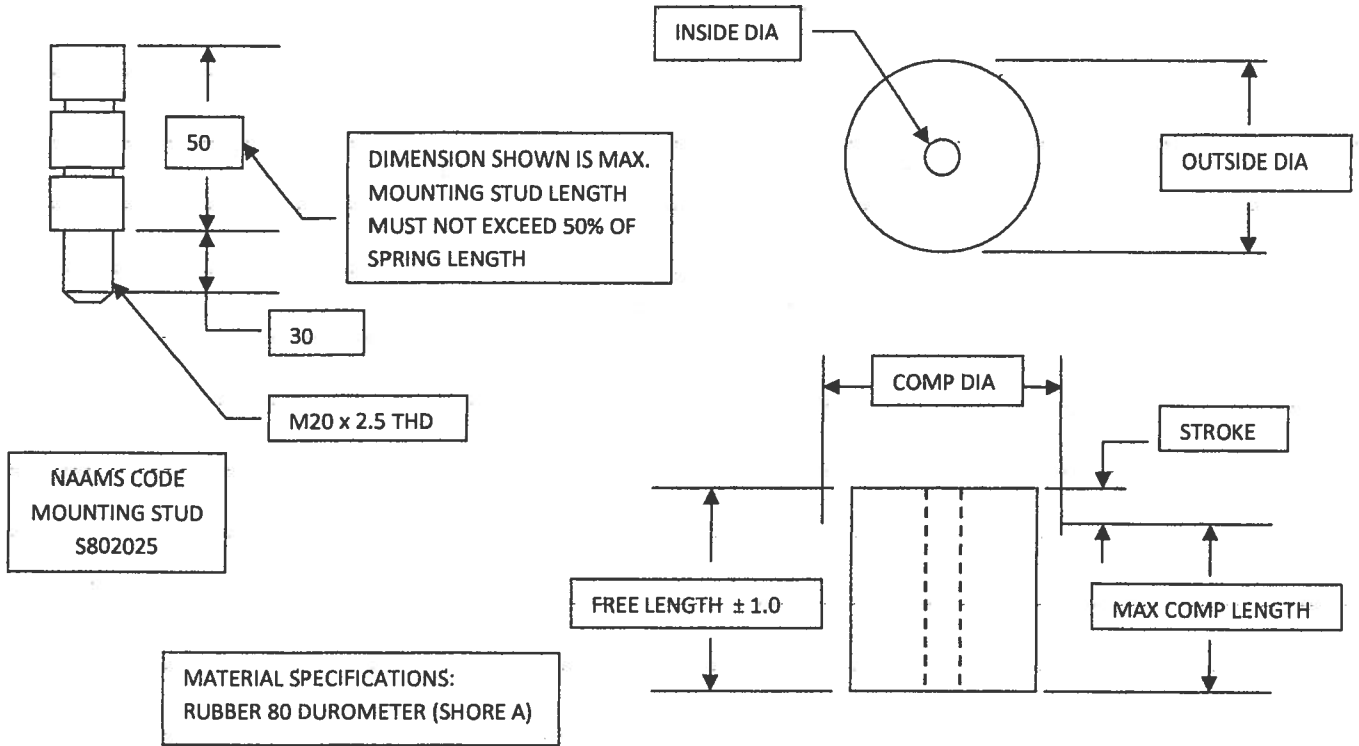 INSIDE DIA
50
DIMENSION SHOWN IS MAX.
MOUNTING STUD LENGTH
MUST NOT EXCEED 50% OF
SPRING LENGTH
OUTSIDE DIA
30
COMP DIA
M20 x 2.5 THD
STROKE
NAAMS CODE
MOUNTING STUD
S802025
FREE LENGTH ± 1.0
MAX COMP LENGTH
MATERIAL SPECIFICATIONS:
RUBBER 80 DUROMETER (SHORE A)